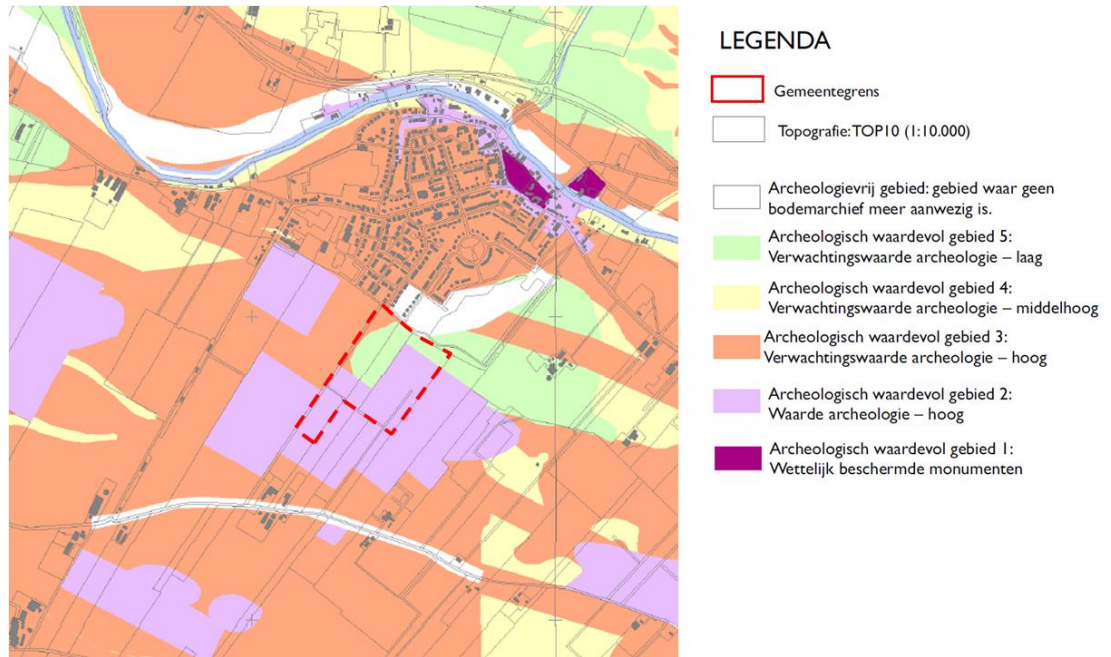 LEGENDA
Gemeentegrens
Topografie: TOP10 (1:10.000)
Archeologievrij gebied: gebied waar geen
bodemarchief meer aanwezig is.
Archeologisch waardevol gebied 5:
Verwachtingswaarde archeologie – laag
Archeologisch waardevol gebied 4:
Verwachtingswaarde archeologie – middelhoog
Archeologisch waardevol gebied 3:
Verwachtingswaarde archeologie – hoog
Archeologisch waardevol gebied 2:
Waarde archeologie – hoog
Archeologisch waardevol gebied 1:
Wettelijk beschermde monumenten